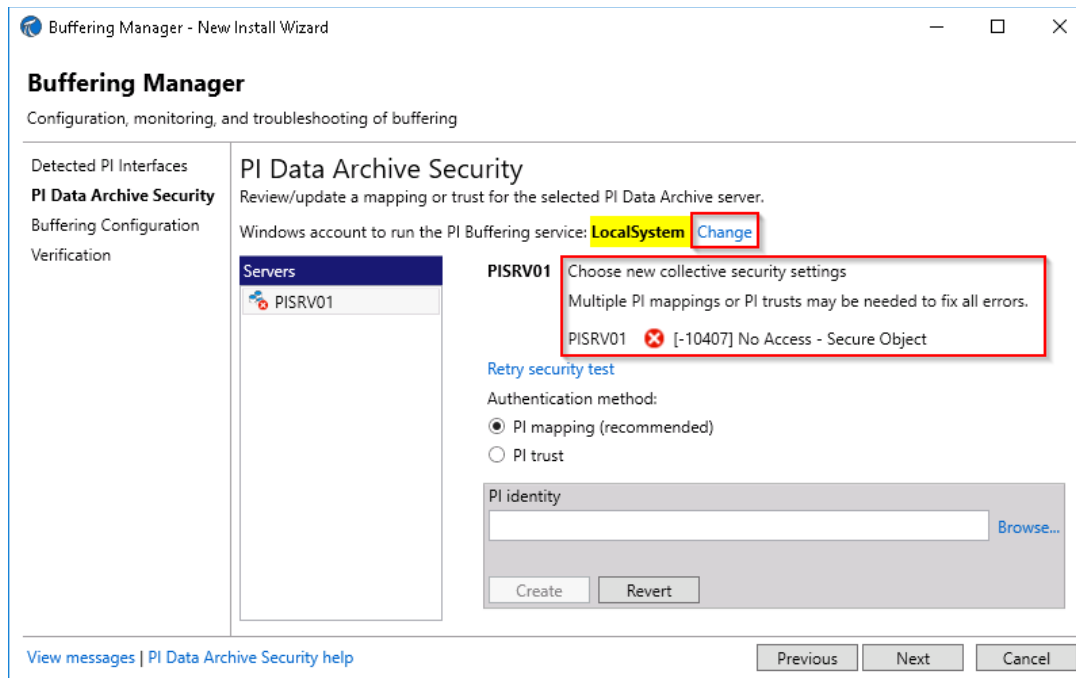 Buffering Manager - New Install Wizard
Buffering Manager
Configuration, monitoring, and troubleshooting of buffering
Detected PI Interfaces
PI Data Archive Security
Buffering Configuration
Verification
PI Data Archive Security
Review/update a mapping or trust for the selected PI Data Archive server.
Windows account to run the PI Buffering service: LocalSystem Change
Servers
PISRV01
PISRV01 Choose new collective security settings
Multiple PI mappings or PI trusts may be needed to fix all errors.
PISRV01 [-10407] No Access - Secure Object
Retry security test
Authentication method:
PI mapping (recommended)
PI trust
PI identity
Browse...
Create Revert
View messages | PI Data Archive Security help
Previous Next Cancel